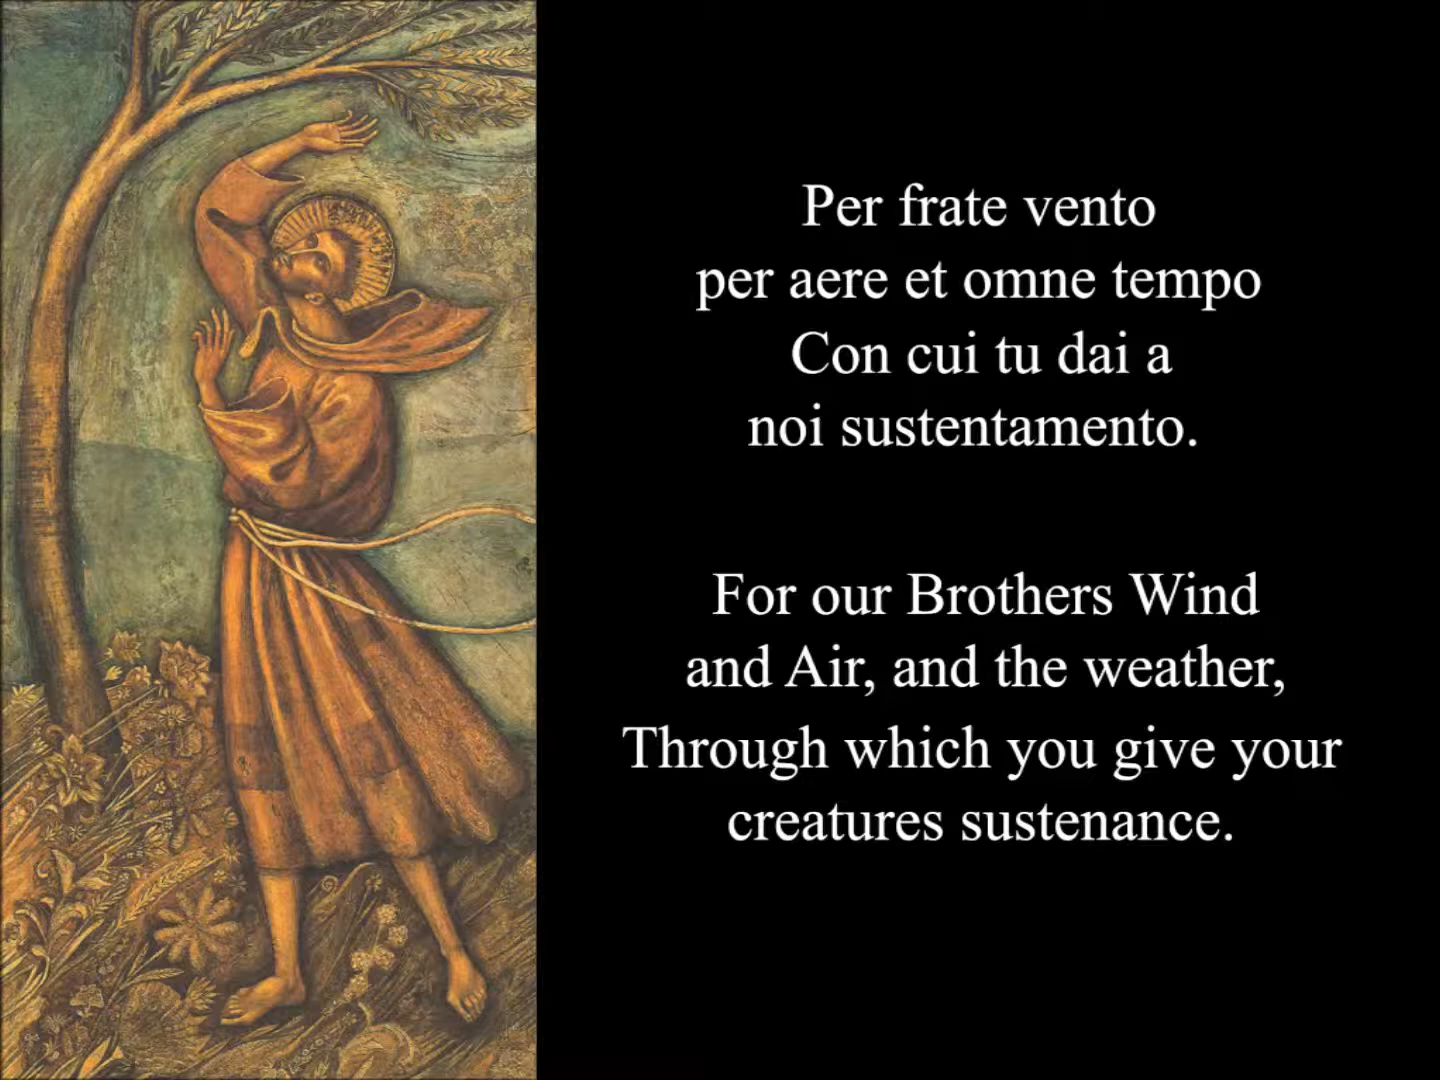 Per frate vento
per aere et omne tempo
Con cui tu dai a
noi sustentamento.
For our Brothers Wind
and Air, and the weather,
Through which you give your
creatures sustenance.